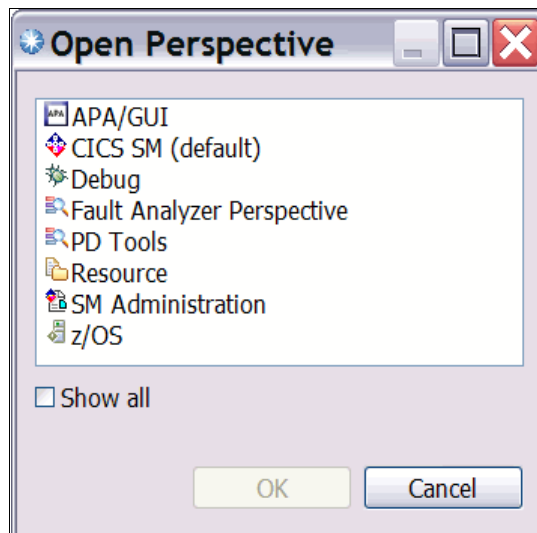 Open Perspective
APA APA/GUI
CICS SM (default)
Debug
Fault Analyzer Perspective
PD Tools
Resource
SM Administration
z/OS
Show all
OK Cancel